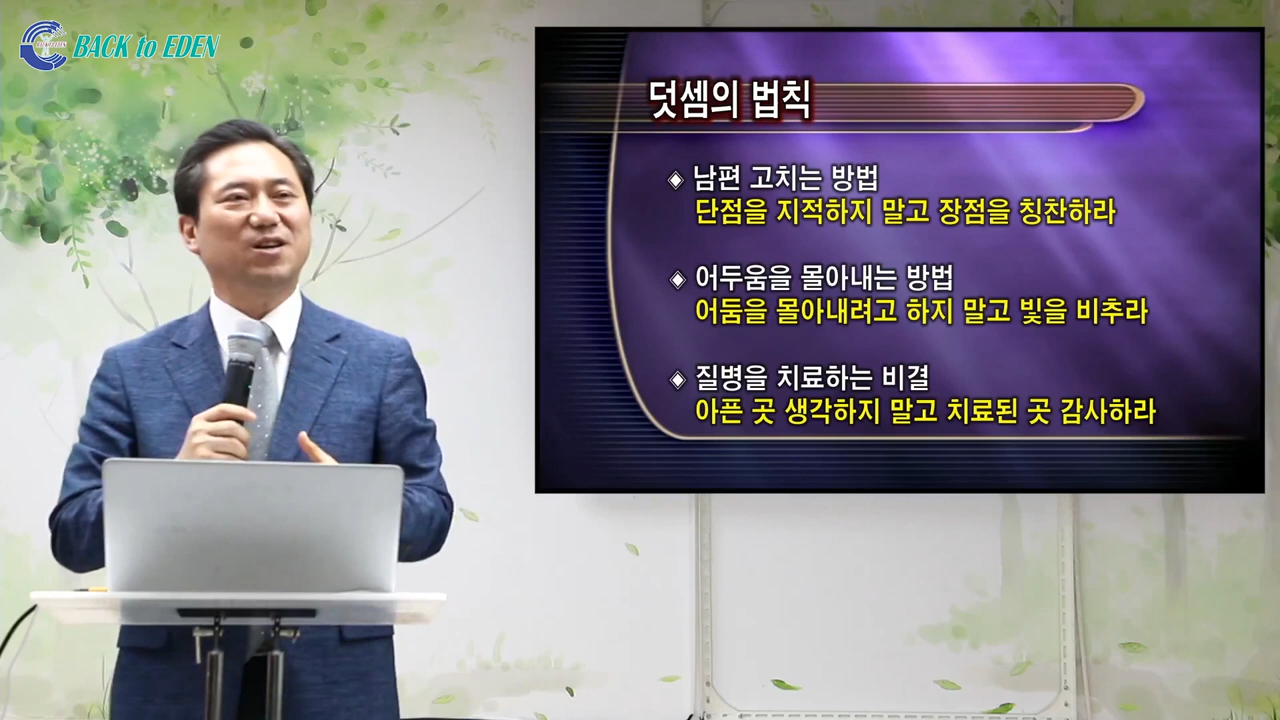 BACK to EDEN
덧셈의 법칙
◈ 남편 고치는 방법
단점을 지적하지 말고 장점을 칭찬하라
◈ 어두움을 몰아내는 방법
어둠을 몰아내려고 하지 말고 빛을 비추라
◈ 질병을 치료하는 비결
아픈 곳 생각하지 말고 치료된 곳 감사하라